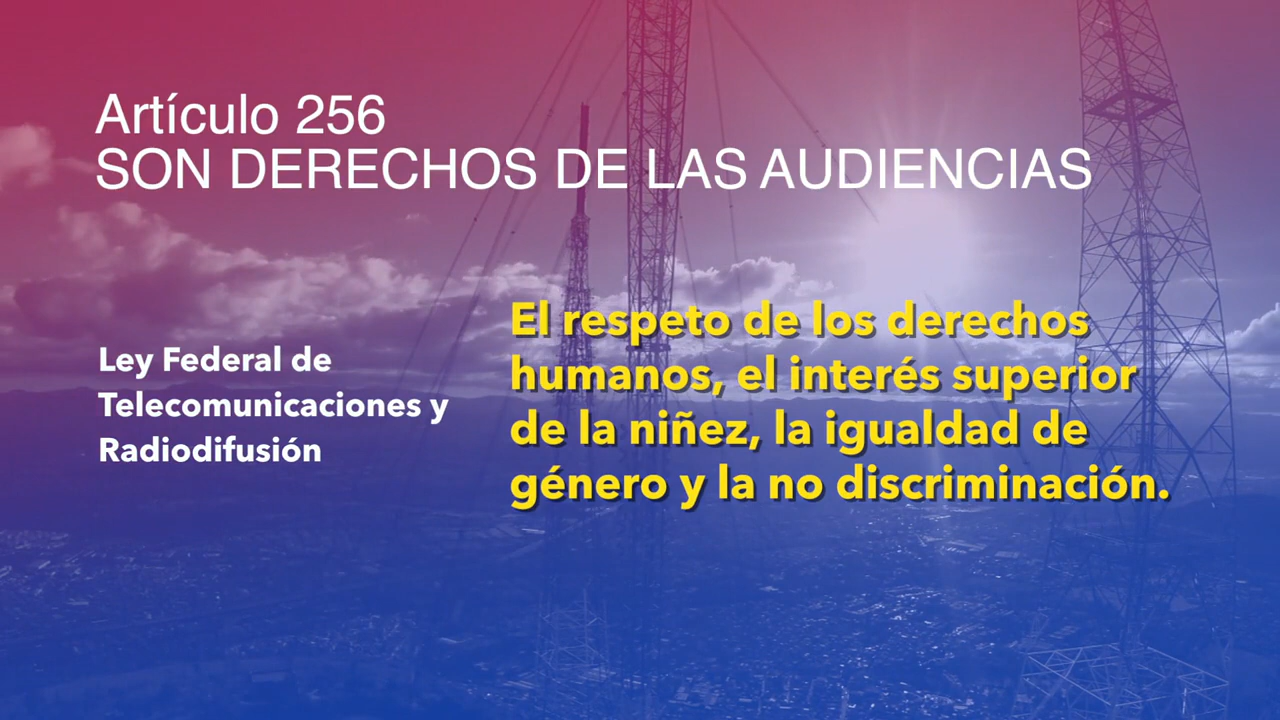 Artículo 256
SON DERECHOS DE LAS AUDIENCIAS
Ley Federal de
Telecomunicaciones y
Radiodifusión
El respeto de los derechos
humanos, el interés superior
de la niñez, la igualdad de
género y la no discriminación.